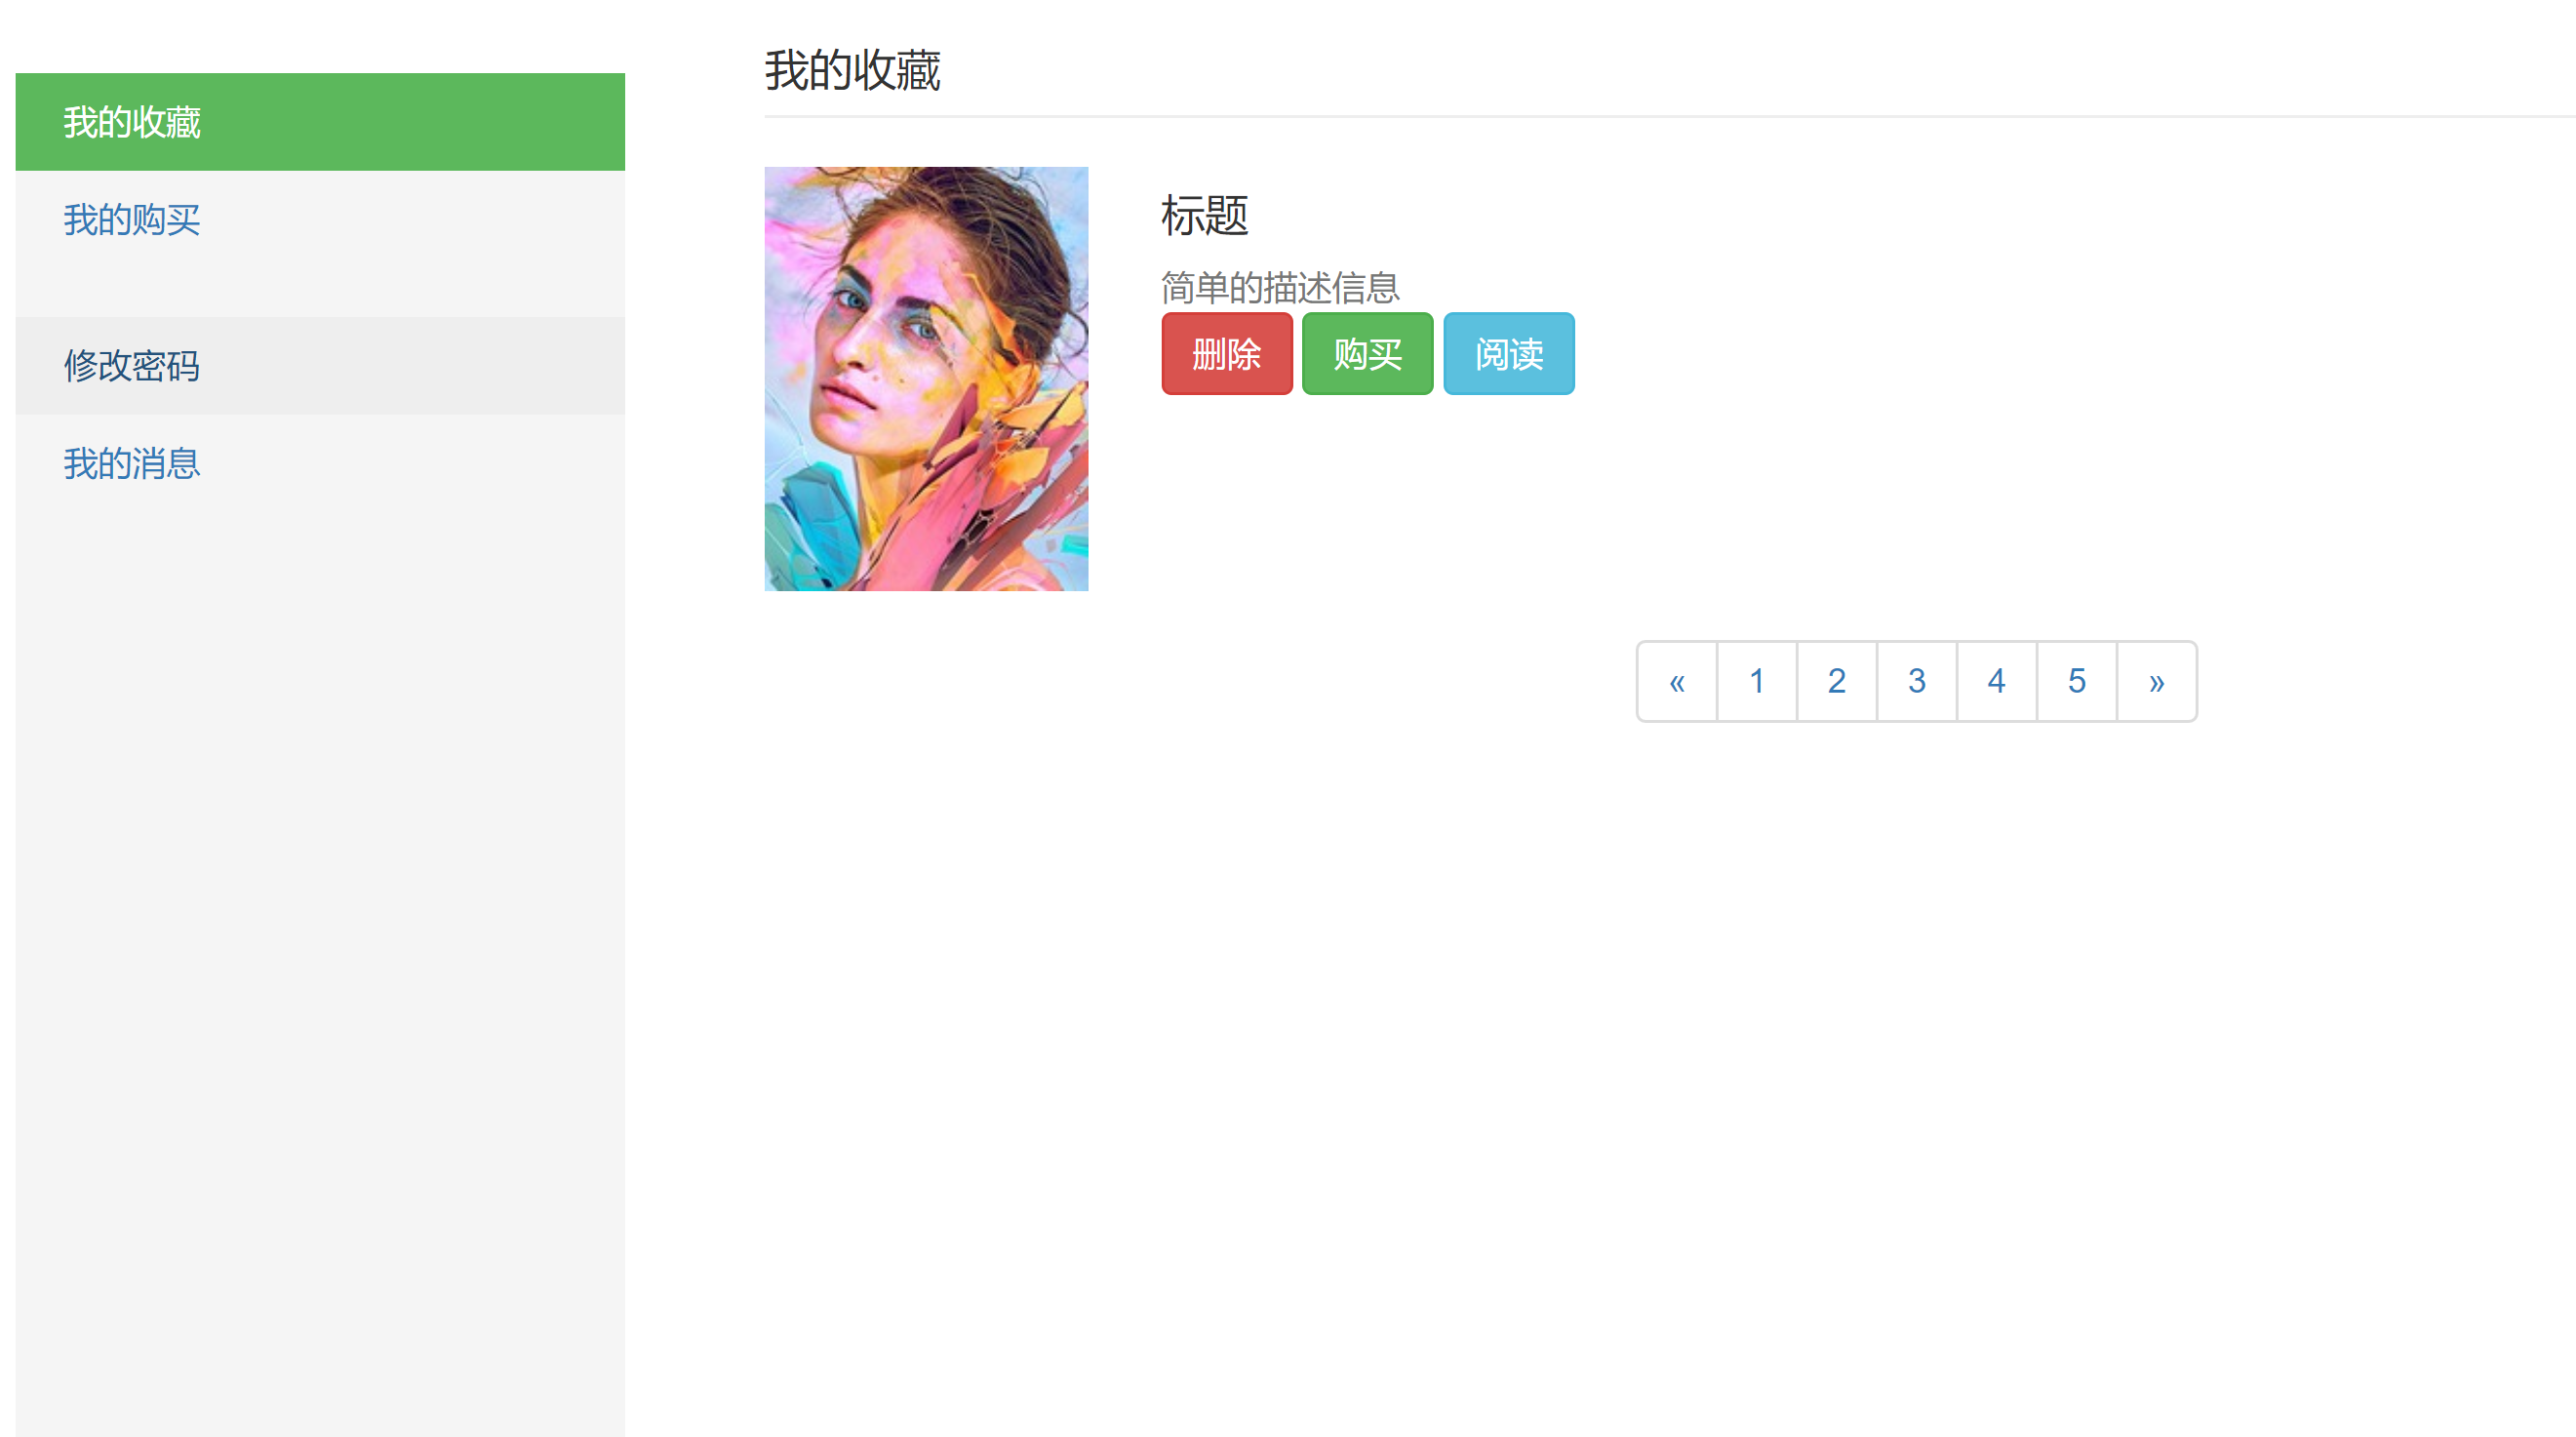 我的收藏
我的购买
修改密码
我的消息
我的收藏
标题
简单的描述信息
删除 购买 阅读
« 1 2 3 4 5 »